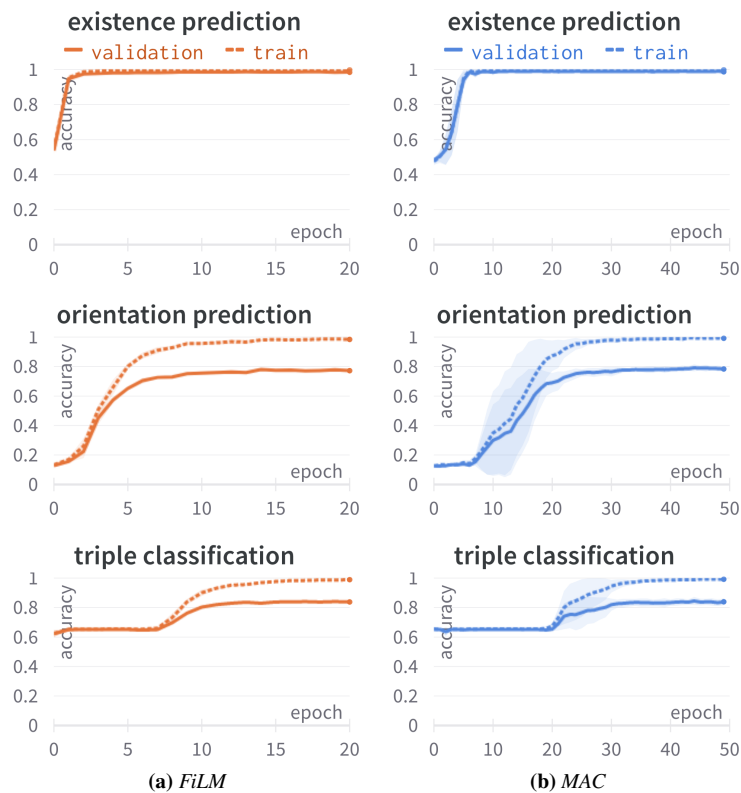 existence prediction
validation train
1
0.8
0.6
0.4
0.2
0
accuracy
epoch
0 5 10 15 20
existence prediction
validation train
1
0.8
0.6
0.4
0.2
0
accuracy
epoch
0 10 20 30 40 50
orientation prediction
1
0.8
0.6
0.4
0.2
0
accuracy
epoch
0 5 10 15 20
orientation prediction
1
0.8
0.6
0.4
0.2
0
accuracy
epoch
0 10 20 30 40 50
triple classification
1
0.8
0.6
0.4
0.2
0
accuracy
epoch
0 5 10 15 20
triple classification
1
0.8
0.6
0.4
0.2
0
accuracy
epoch
0 10 20 30 40 50
(a) FiLM
(b) MAC